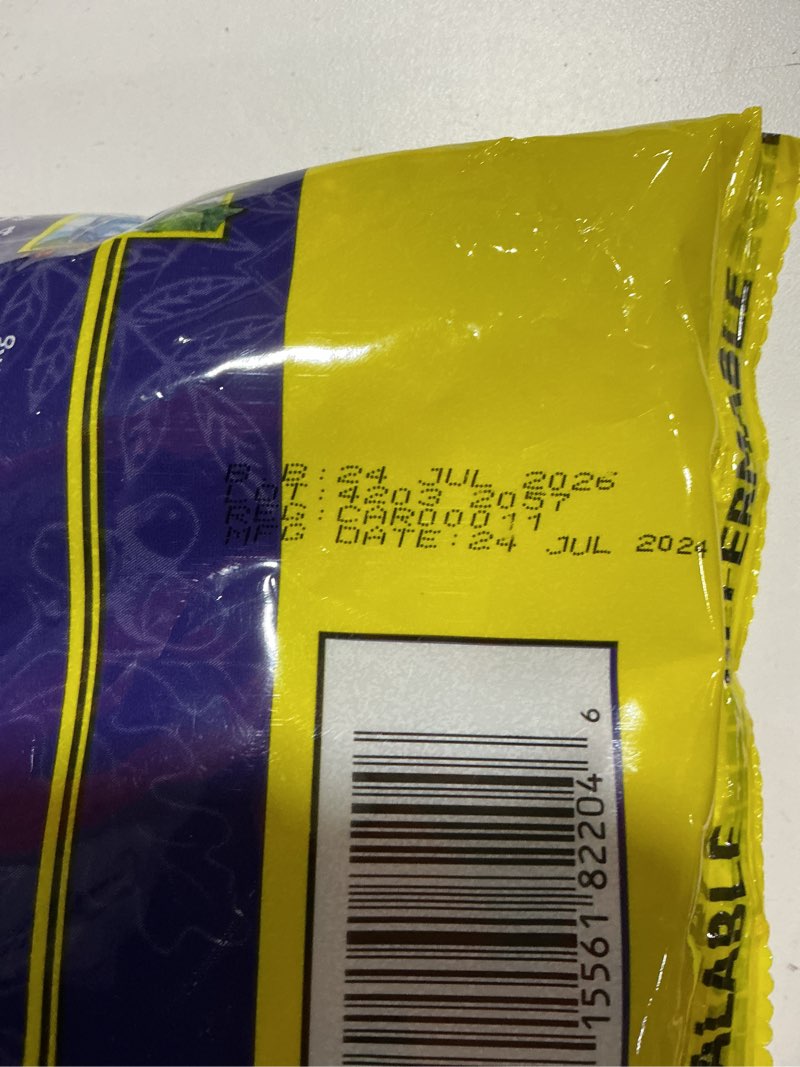 B B:24 JUL 2026
LOT:4203 2057
REG:CAR00011
MFG DATE:24 JUL 2024
15561 82204 6